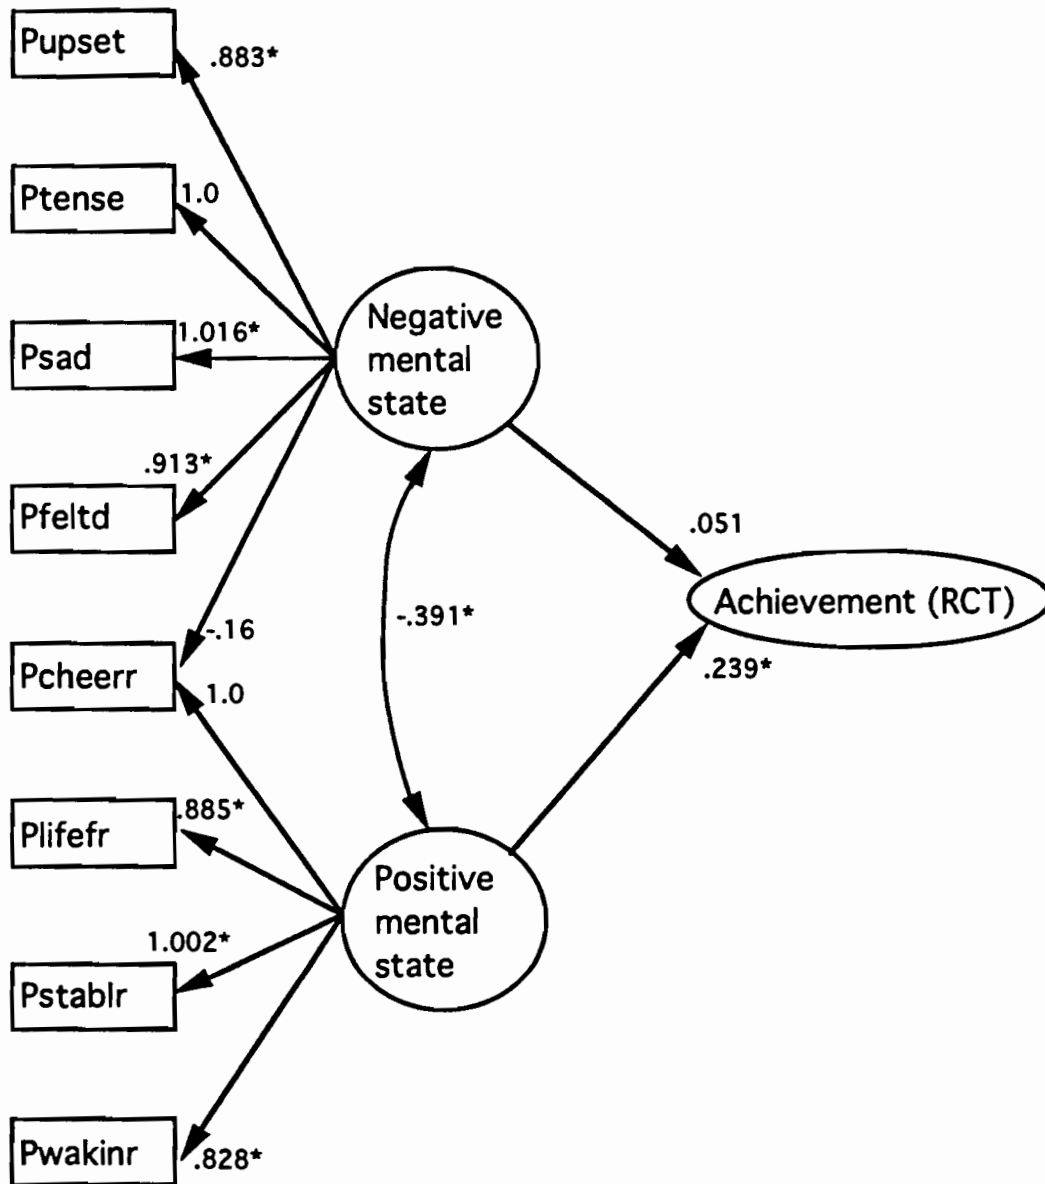 Pupset
.883*
Ptense
1.0
Psad
1.016*
Negative
mental
state
Pfeltd
.913*
.051
Achievement (RCT)
Pcheerr
-.16
1.0
-.391*
.239*
Plifefr
.885*
Positive
mental
state
Pstablr
1.002*
Pwakinr
.828*